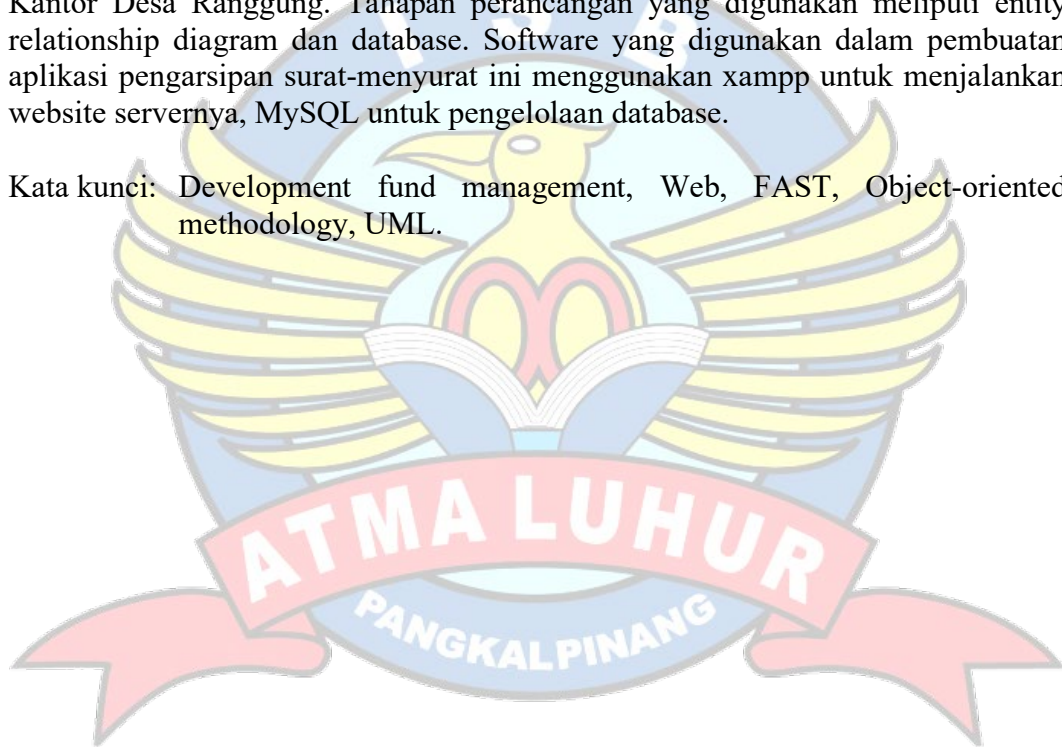 Kantor Desa Ranggung. Tahapan perancangan yang digunakan meliputi entity
relationship diagram dan database. Software yang digunakan dalam pembuatan
aplikasi pengarsipan surat-menyurat ini menggunakan xampp untuk menjalankan
website servernya, MySQL untuk pengelolaan database.
Kata kunci: Development fund management, Web, FAST, Object-oriented
methodology, UML.
I S B
ATMA LUHUR
PANGKALPINANG